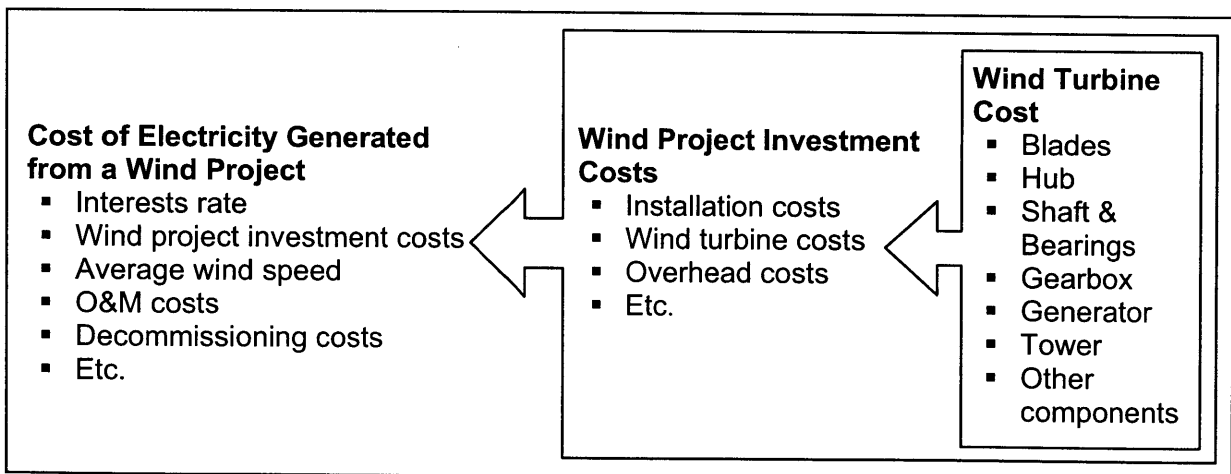 Cost of Electricity Generated
from a Wind Project
▪ Interests rate
▪ Wind project investment costs
▪ Average wind speed
▪ O&M costs
▪ Decommissioning costs
▪ Etc.
Wind Project Investment
Costs
▪ Installation costs
▪ Wind turbine costs
▪ Overhead costs
▪ Etc.
Wind Turbine
Cost
▪ Blades
▪ Hub
▪ Shaft &
Bearings
▪ Gearbox
▪ Generator
▪ Tower
▪ Other
components